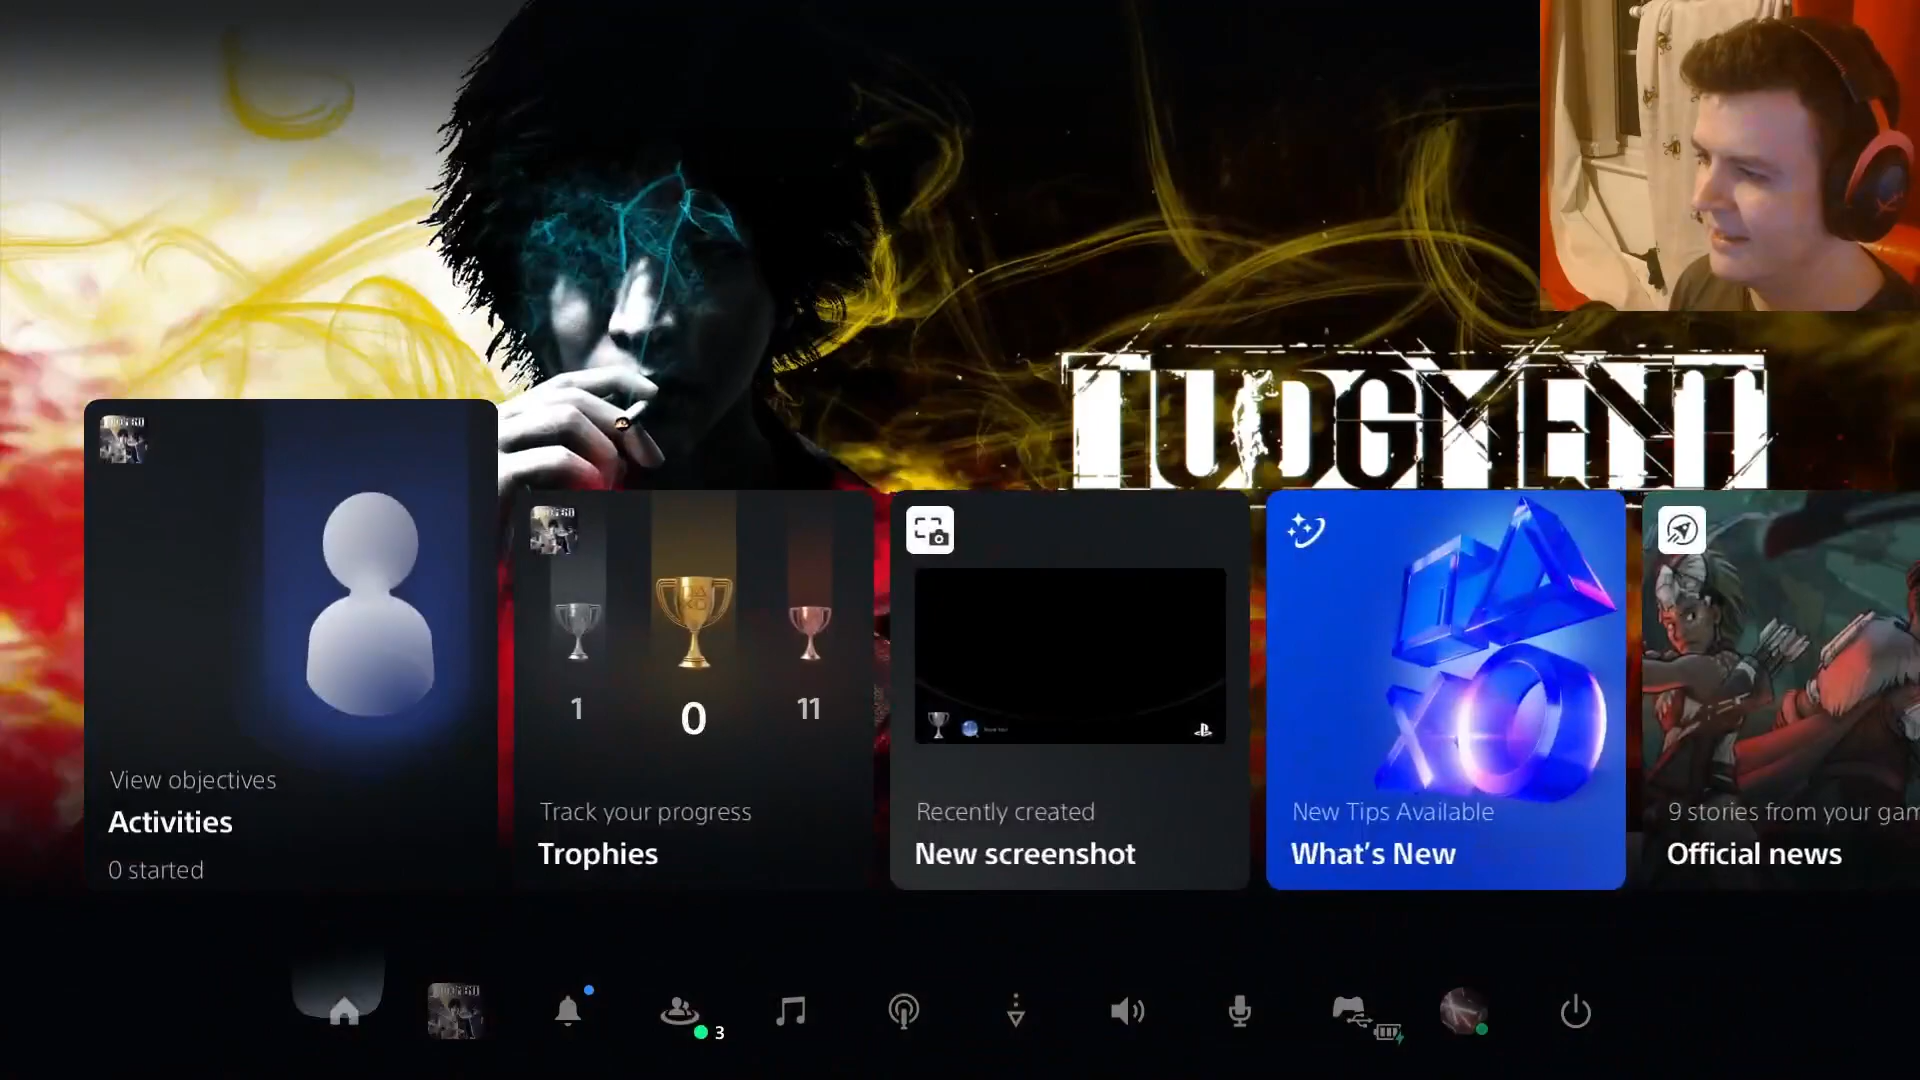 JUDGMENT
View objectives
Activities
0 started
1
0
11
Track your progress
Trophies
Recently created
New screenshot
New Tips Available
What's New
9 stories from your gam
Official news
3